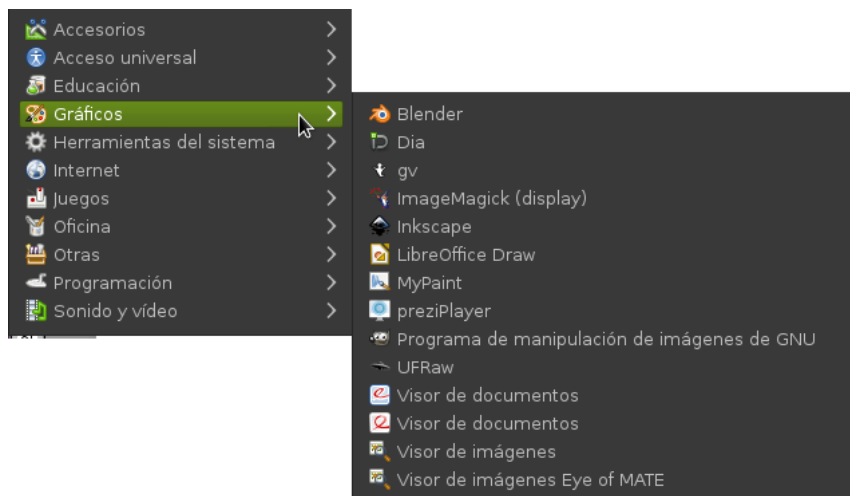 Accesorios
Acceso universal
Educación
Gráficos
Herramientas del sistema
Internet
Juegos
Oficina
Otras
Programación
Sonido y vídeo
Blender
Dia
gv
ImageMagick (display)
Inkscape
LibreOffice Draw
MyPaint
preziPlayer
Programa de manipulación de imágenes de GNU
UFRaw
Visor de documentos
Visor de documentos
Visor de imágenes
Visor de imágenes Eye of MATE